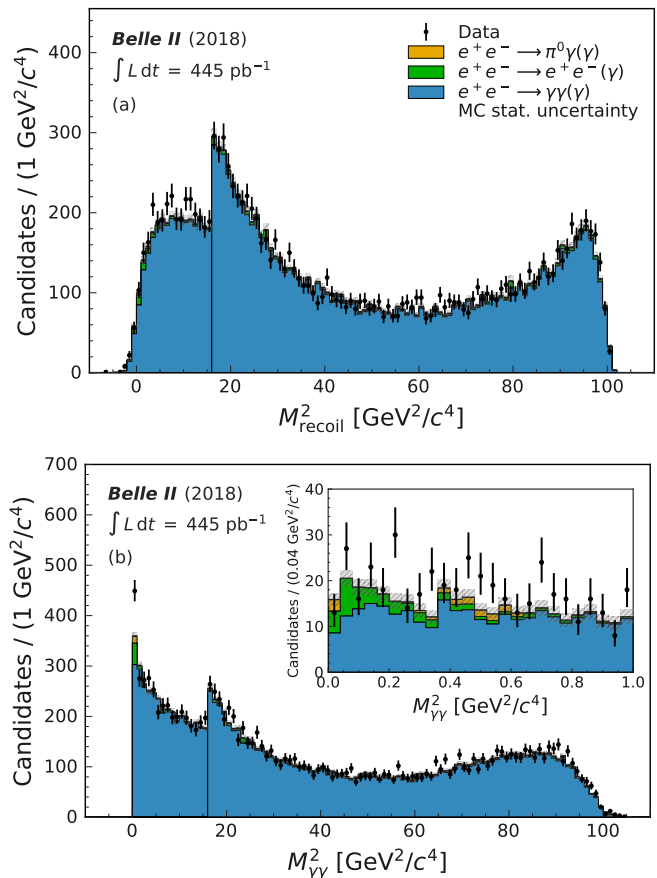 Belle II (2018)
∫ L dt = 445 pb⁻¹
(a)
Data
e⁺e⁻ ⟶ π⁰γ(γ)
e⁺e⁻ ⟶ e⁺e⁻(γ)
e⁺e⁻ ⟶ γγ(γ)
MC stat. uncertainty
Candidates / (1 GeV²/c⁴)
400
300
200
100
0
0 20 40 60 80 100
M²recoil [GeV²/c⁴]
Belle II (2018)
∫ L dt = 445 pb⁻¹
(b)
Candidates / (1 GeV²/c⁴)
700
600
500
400
300
200
100
0
0 20 40 60 80 100
M²γγ [GeV²/c⁴]
Candidates / (0.04 GeV²/c⁴)
40
30
20
10
0
0.0 0.2 0.4 0.6 0.8 1.0
M²γγ [GeV²/c⁴]